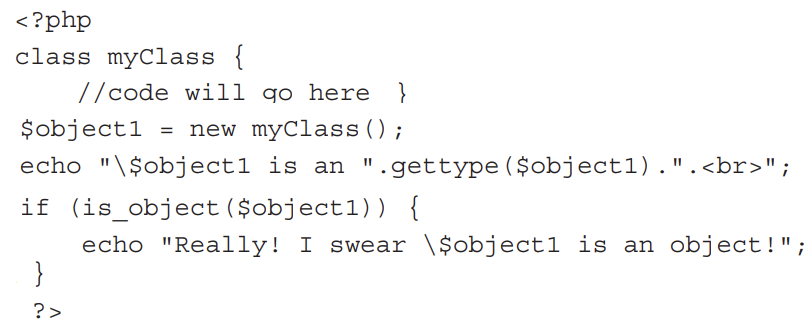 <?php
class myClass {
//code will go here }
$object1 = new myClass();
echo "\$object1 is an ".gettype($object1).".<br>";
if (is_object($object1)) {
echo "Really! I swear \$object1 is an object!";
}
?>